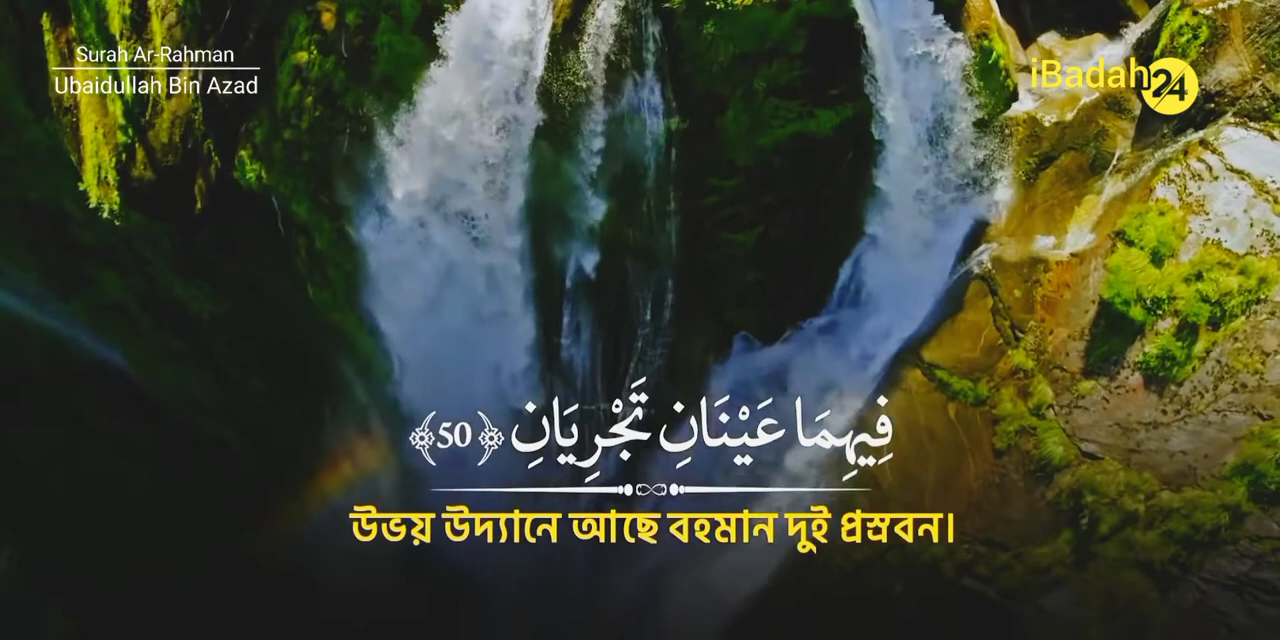 Surah Ar-Rahman
Ubaidullah Bin Azad
iBadah24
فِيهِمَا عَيْنَانِ تَجْرِيَانِ ﴿50﴾
উভয় উদ্যানে আছে বহমান দুই প্রস্রবন।